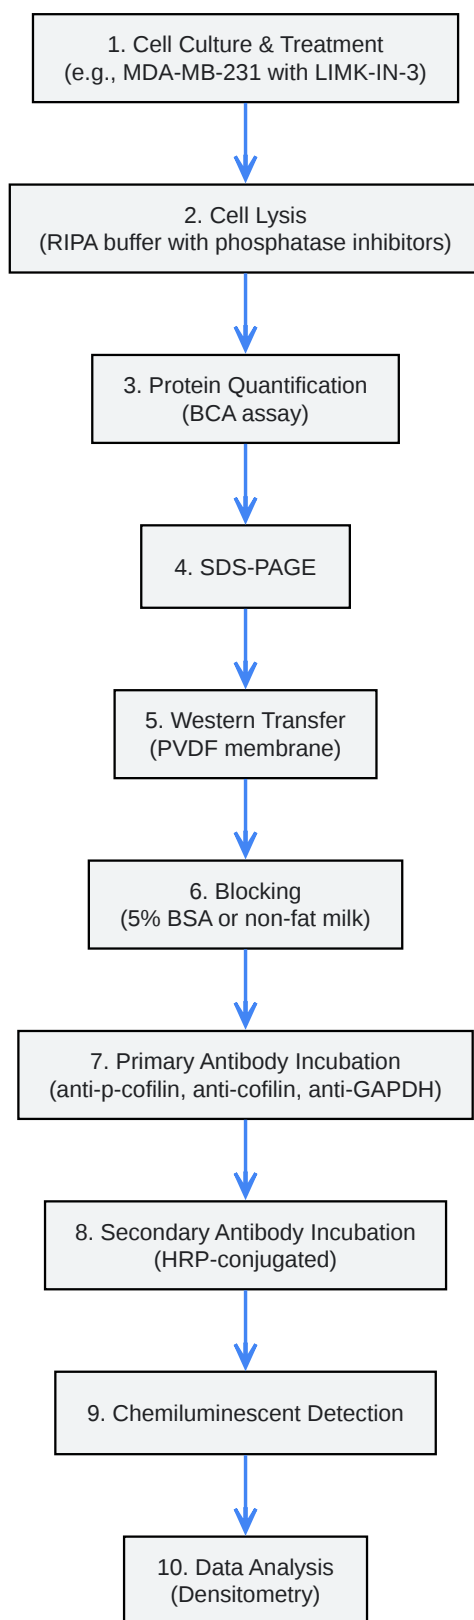 1. Cell Culture & Treatment
(e.g., MDA-MB-231 with LIMK-IN-3)
2. Cell Lysis
(RIPA buffer with phosphatase inhibitors)
3. Protein Quantification
(BCA assay)
4. SDS-PAGE
5. Western Transfer
(PVDF membrane)
6. Blocking
(5% BSA or non-fat milk)
7. Primary Antibody Incubation
(anti-p-cofilin, anti-cofilin, anti-GAPDH)
8. Secondary Antibody Incubation
(HRP-conjugated)
9. Chemiluminescent Detection
10. Data Analysis
(Densitometry)